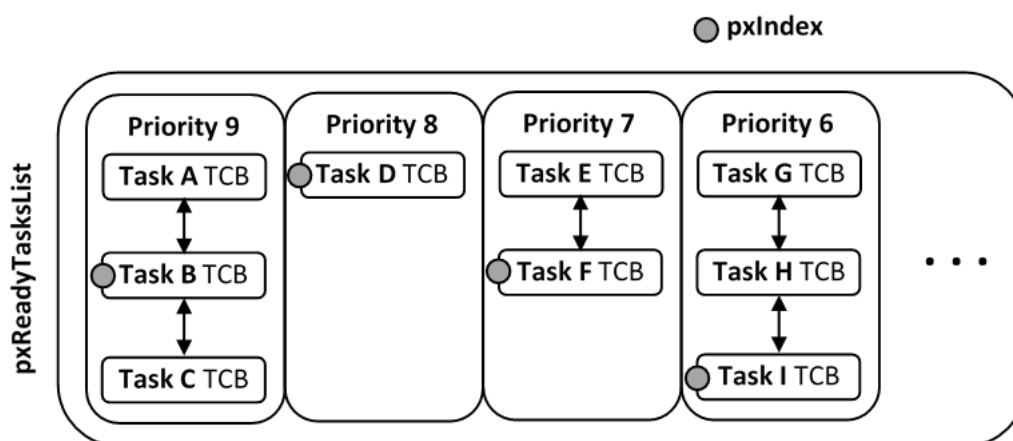 pxIndex
pxReadyTasksList
Priority 9
Task A TCB
Task B TCB
Task C TCB
Priority 8
Task D TCB
Priority 7
Task E TCB
Task F TCB
Priority 6
Task G TCB
Task H TCB
Task I TCB
. . .